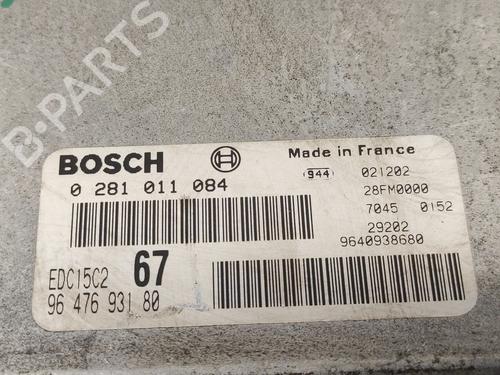 B-PARTS
BOSCH
Made in France
0 281 011 084
944 021202
28FM0000
7045 0152
29202
9640938680
EDC15C2 67
96 476 931 80